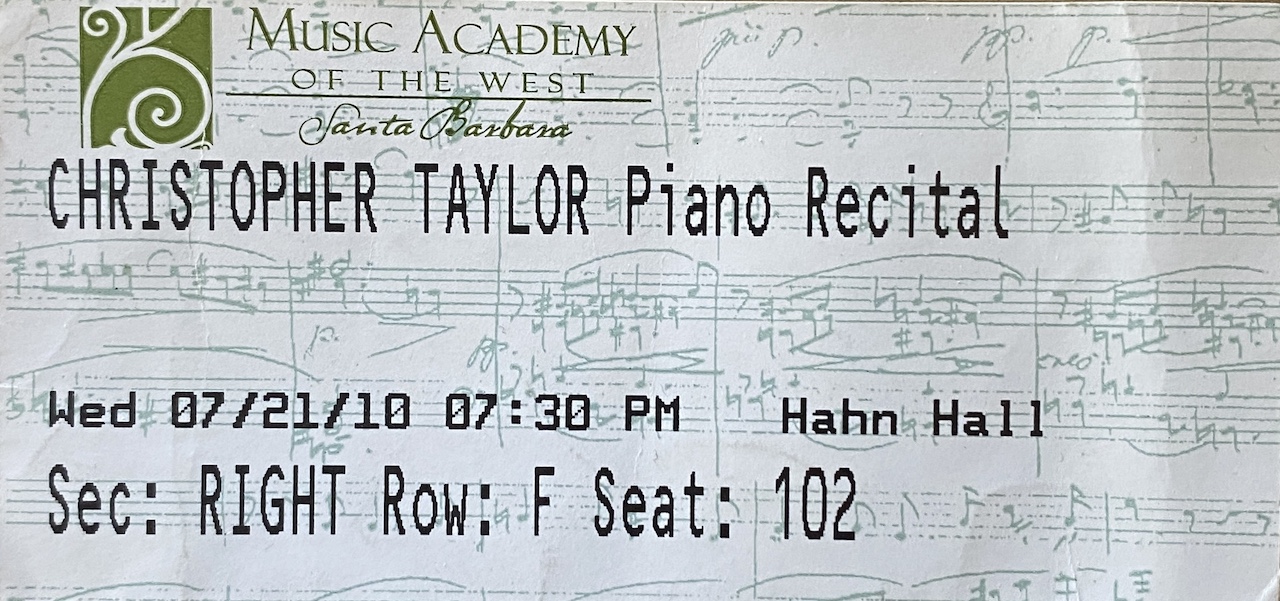 MUSIC ACADEMY
OF THE WEST
Santa Barbara
CHRISTOPHER TAYLOR Piano Recital
Wed 07/21/10 07:30 PM Hahn Hall
Sec: RIGHT Row: F Seat: 102